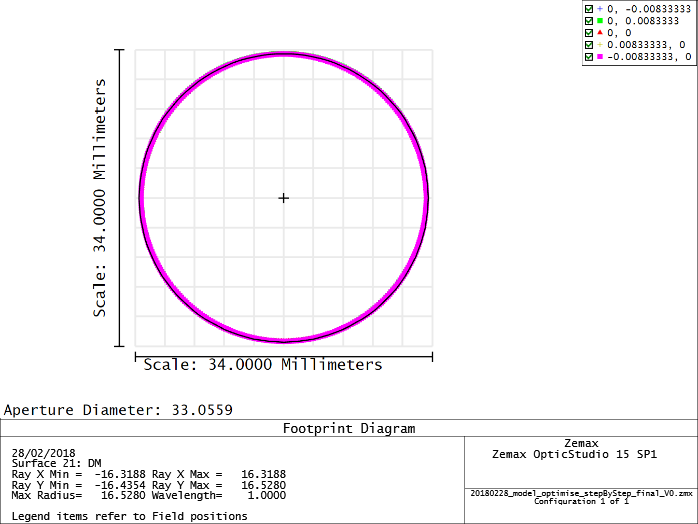 0, -0.00833333
0, 0.0083333
0, 0
0.00833333, 0
-0.00833333, 0
Scale: 34.0000 Millimeters
Scale: 34.0000 Millimeters
Aperture Diameter: 33.0559
Footprint Diagram
28/02/2018
Surface 21: DM
Ray X Min = -16.3188 Ray X Max = 16.3188
Ray Y Min = -16.4354 Ray Y Max = 16.5280
Max Radius= 16.5280 Wavelength= 1.0000
Legend items refer to Field positions
Zemax
Zemax OpticStudio 15 SP1
20180228_model_optimise_stepByStep_final_V0.zmx
Configuration 1 of 1